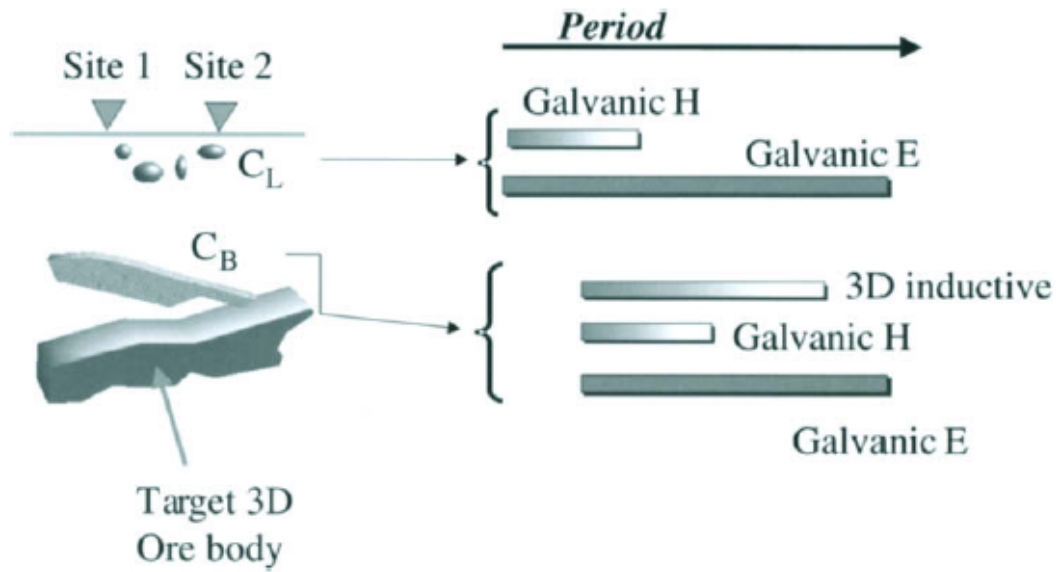 Period
Site 1 Site 2
Galvanic H
C_L
Galvanic E
C_B
3D inductive
Galvanic H
Galvanic E
Target 3D
Ore body